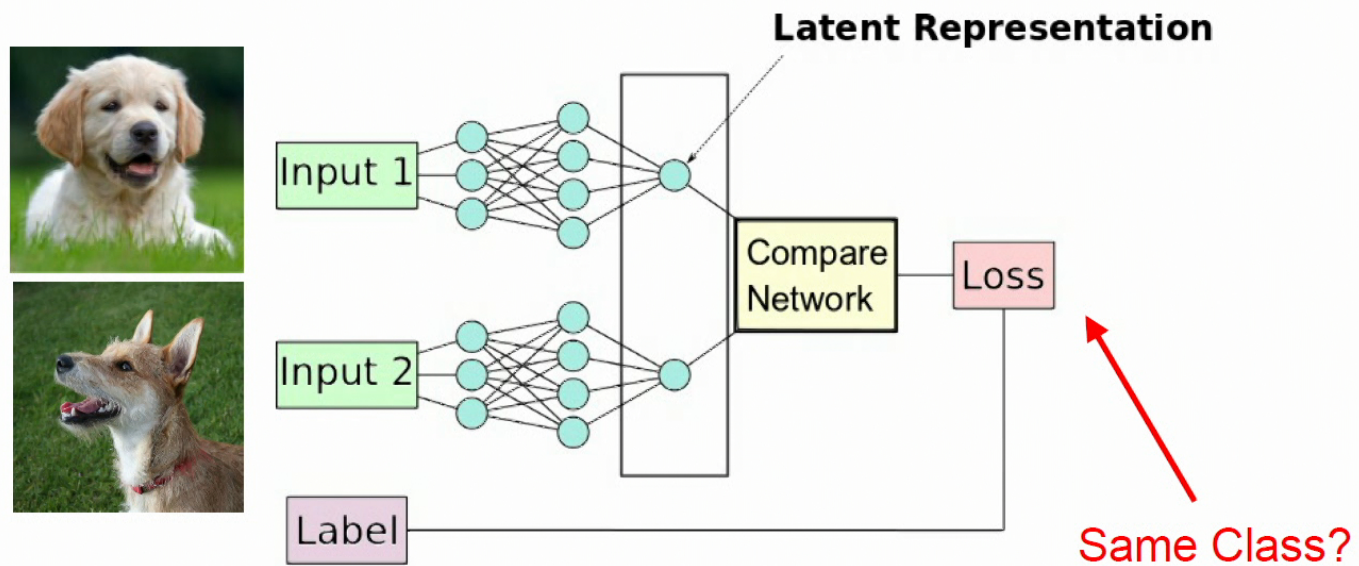 Latent Representation
Input 1
Compare
Network
Loss
Input 2
Label
Same Class?